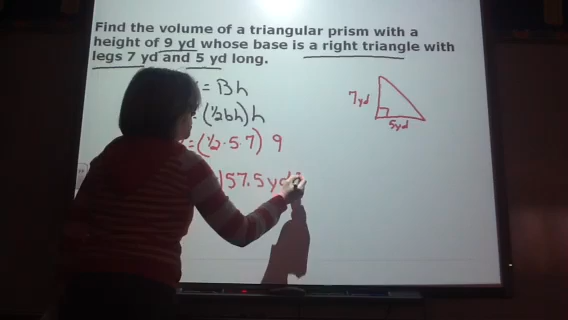 Find the volume of a triangular prism with a
height of 9 yd whose base is a right triangle with
legs 7 yd and 5 yd long.
= Bh
= (½bh)h
= (½·5·7) 9
157.5 yd
7yd
5yd